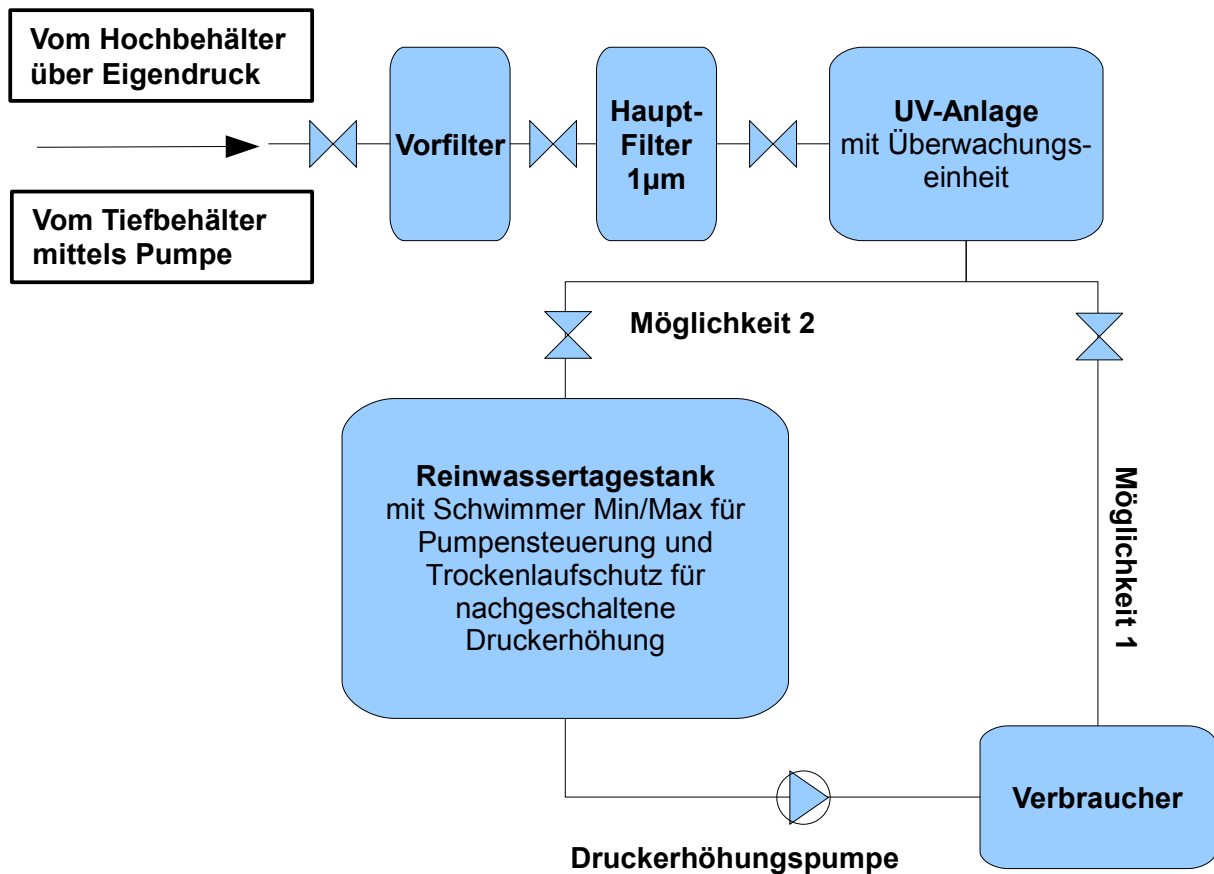 Vom Hochbehälter
über Eigendruck
Vom Tiefbehälter
mittels Pumpe
Vorfilter
Haupt-
Filter
1µm
UV-Anlage
mit Überwachungs-
einheit
Möglichkeit 2
Möglichkeit 1
Reinwassertagestank
mit Schwimmer Min/Max für
Pumpensteuerung und
Trockenlaufschutz für
nachgeschaltene
Druckerhöhung
Verbraucher
Druckerhöhungspumpe